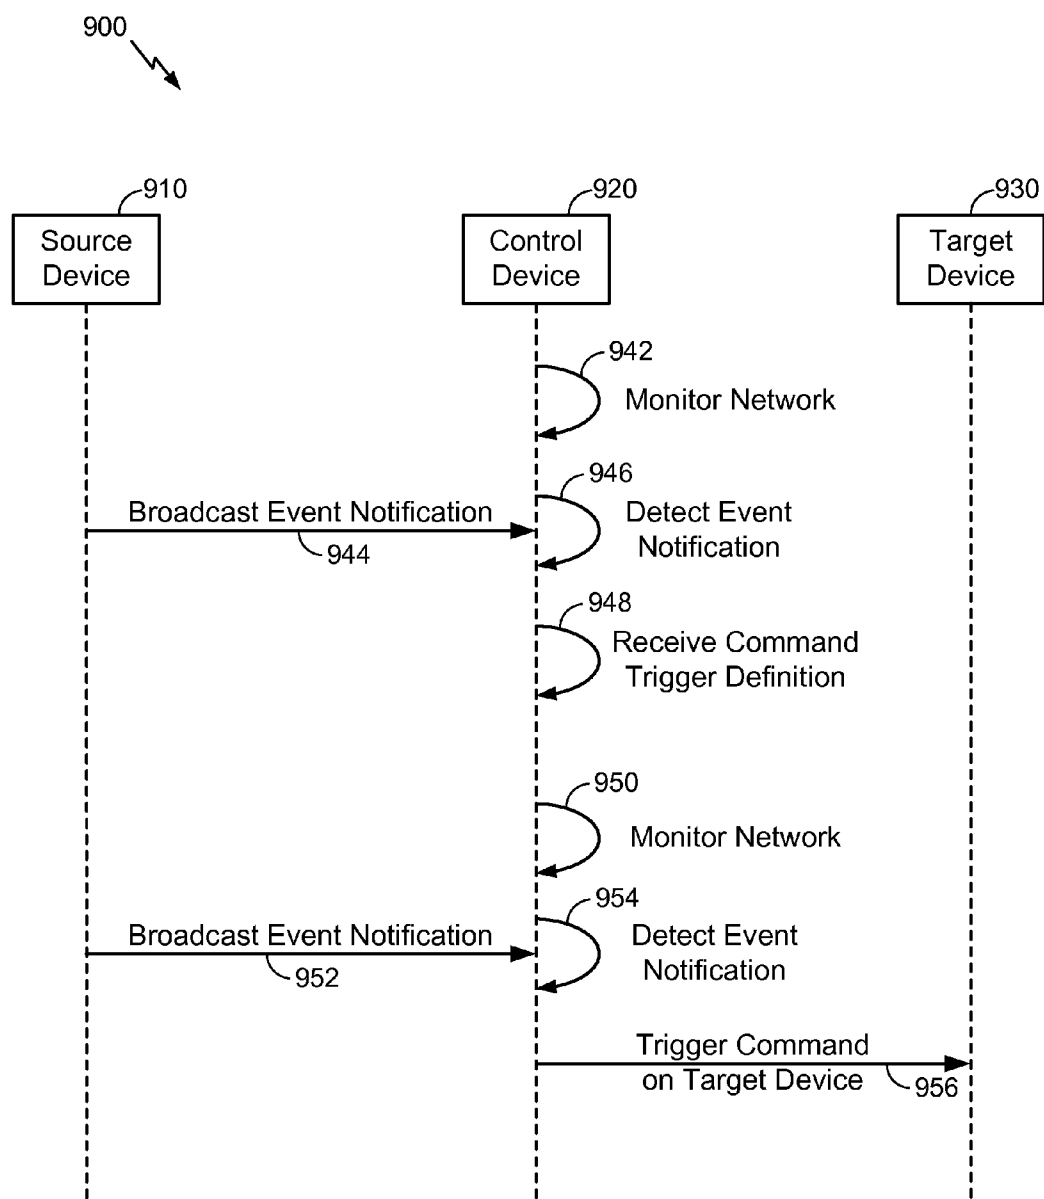 900
910
920
930
Source
Device
Control
Device
Target
Device
942
Monitor Network
946
Broadcast Event Notification
944
Detect Event
Notification
948
Receive Command
Trigger Definition
950
Monitor Network
954
Broadcast Event Notification
952
Detect Event
Notification
Trigger Command
on Target Device
956